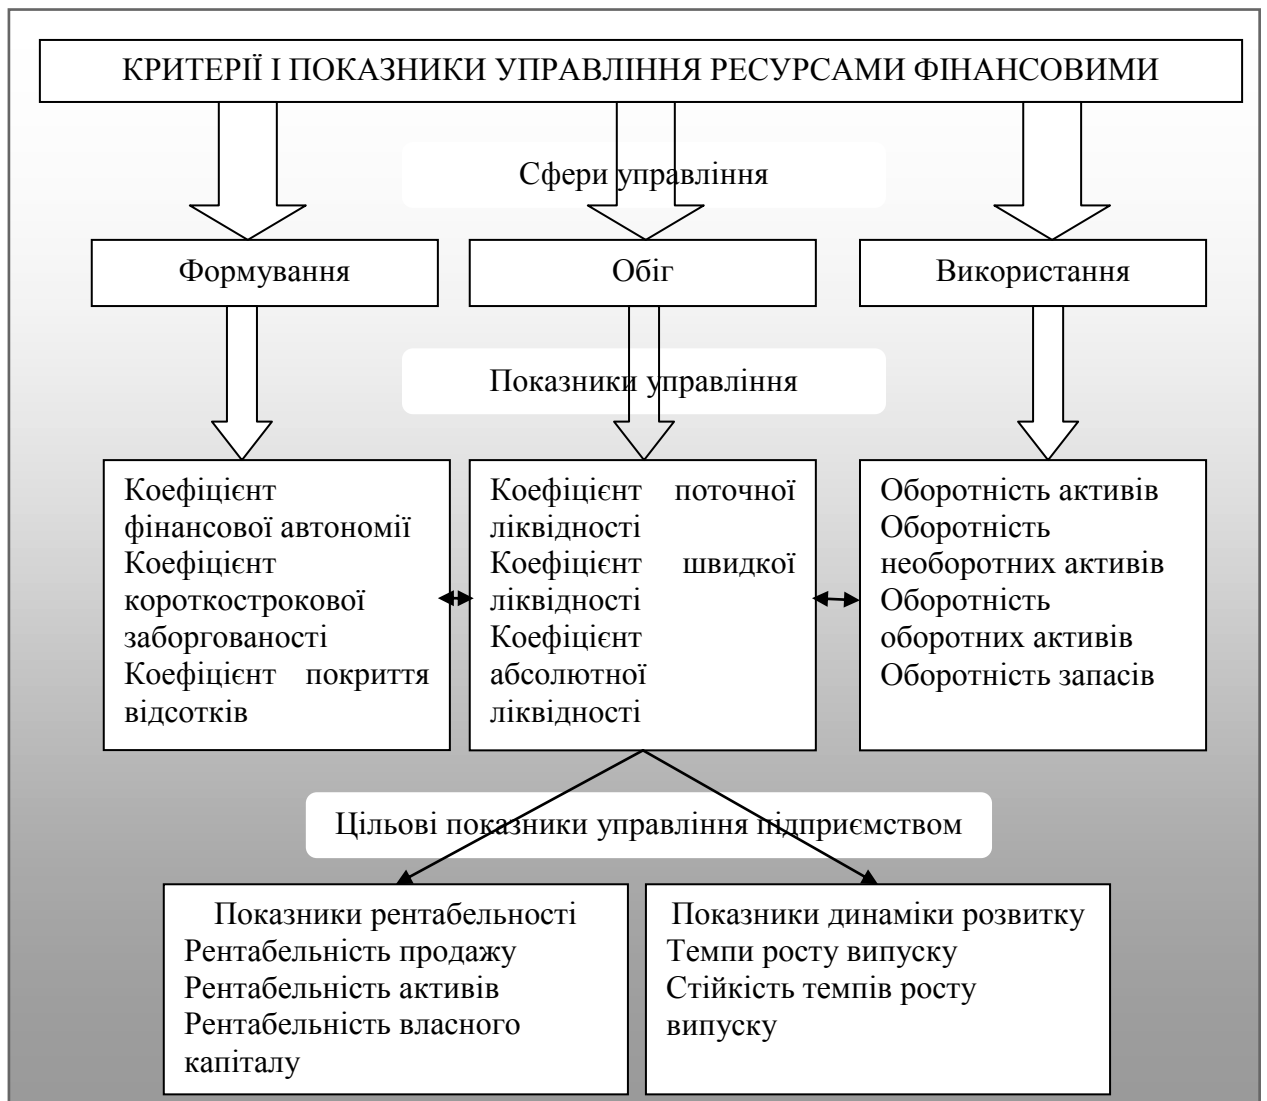 КРИТЕРІЇ І ПОКАЗНИКИ УПРАВЛІННЯ РЕСУРСАМИ ФІНАНСОВИМИ
Сфери управління
Формування
Обіг
Використання
Показники управління
Коефіцієнт
фінансової автономії
Коефіцієнт
короткострокової
заборгованості
Коефіцієнт покриття
відсотків
Коефіцієнт поточної
ліквідності
Коефіцієнт швидкої
ліквідності
Коефіцієнт
абсолютної
ліквідності
Оборотність активів
Оборотність
необоротних активів
Оборотність
оборотних активів
Оборотність запасів
Цільові показники управління підприємством
Показники рентабельності
Рентабельність продажу
Рентабельність активів
Рентабельність власного
капіталу
Показники динаміки розвитку
Темпи росту випуску
Стійкість темпів росту
випуску